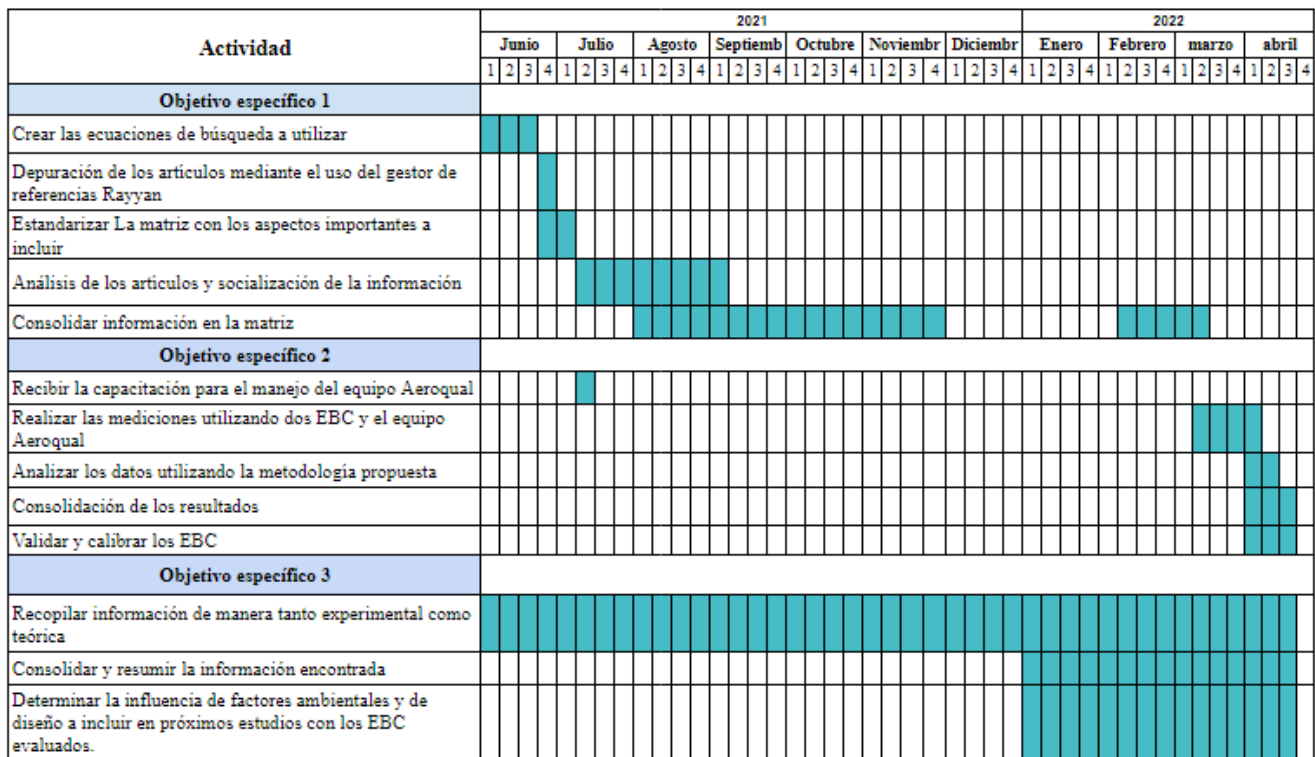 2021 2022
Actividad
Junio Julio Agosto Septiemb Octubre Noviembr Diciembr Enero Febrero marzo abril
1 2 3 4 1 2 3 4 1 2 3 4 1 2 3 4 1 2 3 4 1 2 3 4 1 2 3 4 1 2 3 4 1 2 3 4 1 2 3 4 1 2 3 4
Objetivo específico 1
Crear las ecuaciones de búsqueda a utilizar
Depuración de los artículos mediante el uso del gestor de
referencias Rayyan
Estandarizar La matriz con los aspectos importantes a
incluir
Análisis de los artículos y socialización de la información
Consolidar información en la matriz
Objetivo específico 2
Recibir la capacitación para el manejo del equipo Aeroqual
Realizar las mediciones utilizando dos EBC y el equipo
Aeroqual
Analizar los datos utilizando la metodología propuesta
Consolidación de los resultados
Validar y calibrar los EBC
Objetivo específico 3
Recopilar información de manera tanto experimental como
teórica
Consolidar y resumir la información encontrada
Determinar la influencia de factores ambientales y de
diseño a incluir en próximos estudios con los EBC
evaluados.